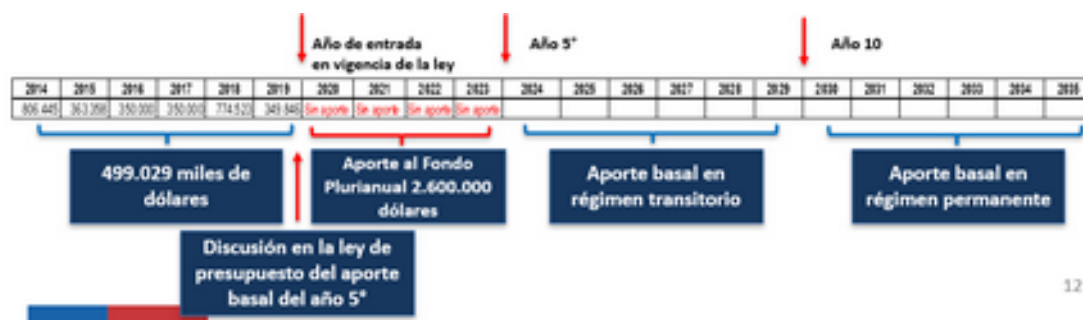 Año de entrada
en vigencia de la ley
Año 5°
Año 10
2014 2015 2016 2017 2018 2019 2020 2021 2022 2023 2024 2025 2026 2027 2028 2029 2030 2031 2032 2033 2034 2035
806.445 363.358 350.000 350.000 774.523 349.846 Sin aporte Sin aporte Sin aporte Sin aporte
499.029 miles de
dólares
Aporte al Fondo
Plurianual 2.600.000
dólares
Aporte basal en
régimen transitorio
Aporte basal en
régimen permanente
Discusión en la ley de
presupuesto del aporte
basal del año 5°
12